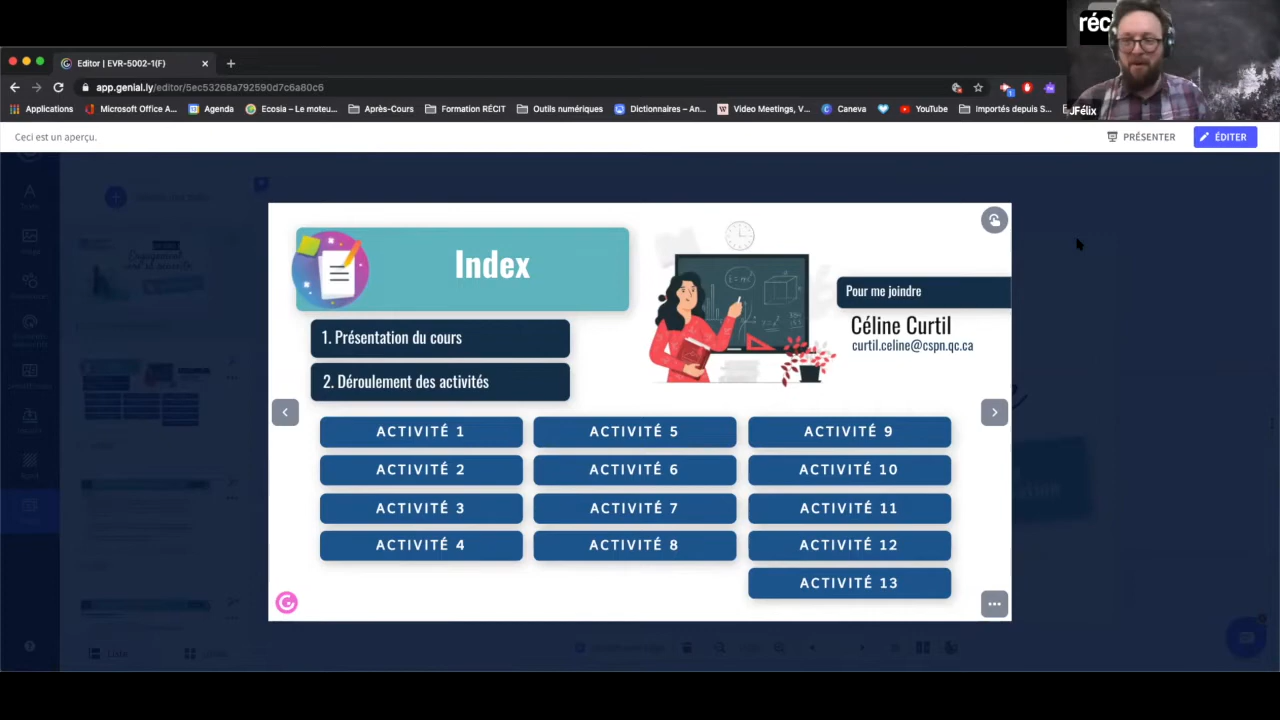 réci
Editor | EVR-5002-1(F)
app.genial.ly/editor/5ec53268a792590d7c6a80c6
Applications
Microsoft Office A...
Agenda
Ecosia – Le moteu...
Après-Cours
Formation RÉCIT
Outils numériques
Dictionnaires – An...
Video Meetings, V...
Caneva
YouTube
Importés depuis S...
JFélix
Ceci est un aperçu.
PRÉSENTER
ÉDITER
Index
Pour me joindre
Céline Curtil
curtil.celine@cspn.qc.ca
1. Présentation du cours
2. Déroulement des activités
ACTIVITÉ 1
ACTIVITÉ 5
ACTIVITÉ 9
ACTIVITÉ 2
ACTIVITÉ 6
ACTIVITÉ 10
ACTIVITÉ 3
ACTIVITÉ 7
ACTIVITÉ 11
ACTIVITÉ 4
ACTIVITÉ 8
ACTIVITÉ 12
ACTIVITÉ 13
Liste